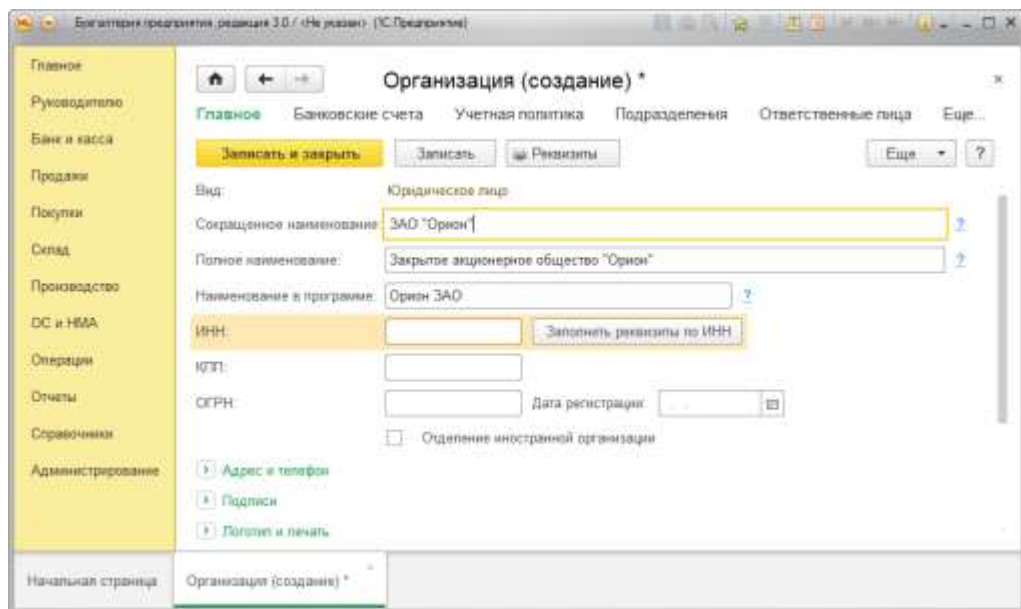 Бухгалтерия предприятия, редакция 3.0 / <Не указан> (1С:Предприятие)
Главное
Руководителю
Банк и касса
Продажи
Покупки
Склад
Производство
ОС и НМА
Операции
Отчеты
Справочники
Администрирование
Организация (создание) *
Главное Банковские счета Учетная политика Подразделения Ответственные лица Еще...
Записать и закрыть Записать Реквизиты Еще ?
Вид: Юридическое лицо
Сокращенное наименование: ЗАО "Орион" ?
Полное наименование: Закрытое акционерное общество "Орион" ?
Наименование в программе: Орион ЗАО ?
ИНН: Заполнить реквизиты по ИНН
КПП:
ОГРН: Дата регистрации: . .
Отделение иностранной организации
Адрес и телефон
Подписи
Логотип и печать
Начальная страница Организация (создание) *